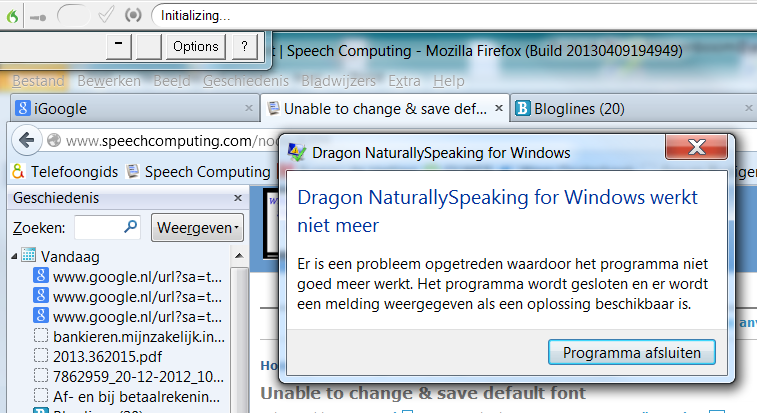 Initializing...
Options ?
t | Speech Computing - Mozilla Firefox (Build 20130409194949)
Bestand Bewerken Beeld Geschiedenis Bladwijzers Extra Help
iGoogle Unable to change & save def... Bloglines (20)
www.speechcomputing.com/no
Telefoongids Speech Computing
Geschiedenis
Zoeken: Weergeven
Vandaag
www.google.nl/url?sa=t...
www.google.nl/url?sa=t...
www.google.nl/url?sa=t...
bankieren.mijnzakelijk.in...
2013.362015.pdf
7862959_20-12-2012_10...
Af- en bij betaalrekenin...
Bloglines (20)
Dragon NaturallySpeaking for Windows
Dragon NaturallySpeaking for Windows werkt
niet meer
Er is een probleem opgetreden waardoor het programma niet
goed meer werkt. Het programma wordt gesloten en er wordt
een melding weergegeven als een oplossing beschikbaar is.
Programma afsluiten
Ho
Unable to change & save default font